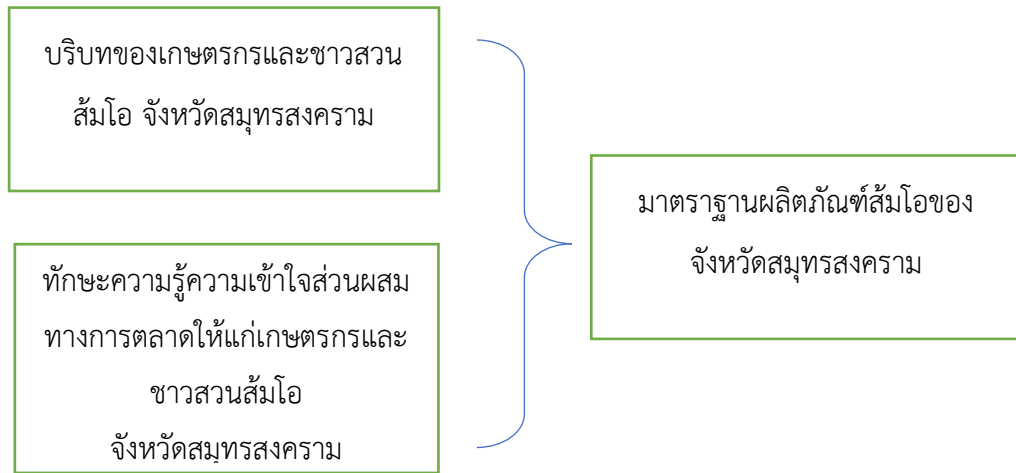 บริบทของเกษตรกรและชาวสวน
ส้มโอ จังหวัดสมุทรสงคราม
ทักษะความรู้ความเข้าใจส่วนผสม
ทางการตลาดให้แก่เกษตรกรและ
ชาวสวนส้มโอ
จังหวัดสมุทรสงคราม
มาตราฐานผลิตภัณฑ์ส้มโอของ
จังหวัดสมุทรสงคราม